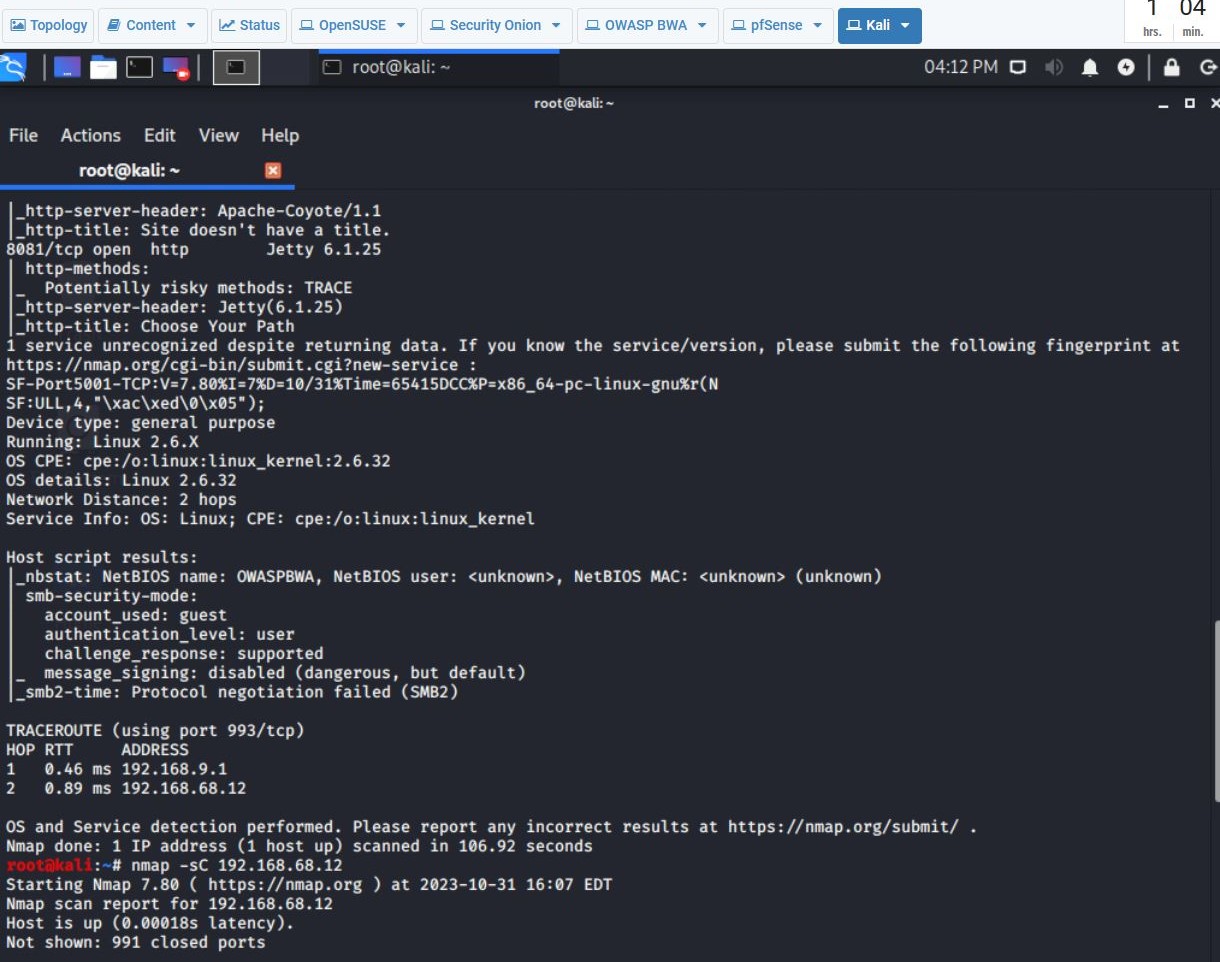 Topology Content Status OpenSUSE Security Onion OWASP BWA pfSense Kali 1 04
hrs. min.
root@kali: ~ 04:12 PM
root@kali: ~
File Actions Edit View Help
root@kali: ~
|_http-server-header: Apache-Coyote/1.1
|_http-title: Site doesn't have a title.
8081/tcp open  http        Jetty 6.1.25
| http-methods:
|_  Potentially risky methods: TRACE
|_http-server-header: Jetty(6.1.25)
|_http-title: Choose Your Path
1 service unrecognized despite returning data. If you know the service/version, please submit the following fingerprint at
https://nmap.org/cgi-bin/submit.cgi?new-service :
SF-Port5001-TCP:V=7.80%I=7%D=10/31%Time=65415DCC%P=x86_64-pc-linux-gnu%r(N
SF:ULL,4,"\xac\xed\0\x05");
Device type: general purpose
Running: Linux 2.6.X
OS CPE: cpe:/o:linux:linux_kernel:2.6.32
OS details: Linux 2.6.32
Network Distance: 2 hops
Service Info: OS: Linux; CPE: cpe:/o:linux:linux_kernel
Host script results:
|_nbstat: NetBIOS name: OWASPBWA, NetBIOS user: <unknown>, NetBIOS MAC: <unknown> (unknown)
| smb-security-mode:
|   account_used: guest
|   authentication_level: user
|   challenge_response: supported
|_  message_signing: disabled (dangerous, but default)
|_smb2-time: Protocol negotiation failed (SMB2)
TRACEROUTE (using port 993/tcp)
HOP RTT     ADDRESS
1   0.46 ms 192.168.9.1
2   0.89 ms 192.168.68.12
OS and Service detection performed. Please report any incorrect results at https://nmap.org/submit/ .
Nmap done: 1 IP address (1 host up) scanned in 106.92 seconds
root@kali:~# nmap -sC 192.168.68.12
Starting Nmap 7.80 ( https://nmap.org ) at 2023-10-31 16:07 EDT
Nmap scan report for 192.168.68.12
Host is up (0.00018s latency).
Not shown: 991 closed ports